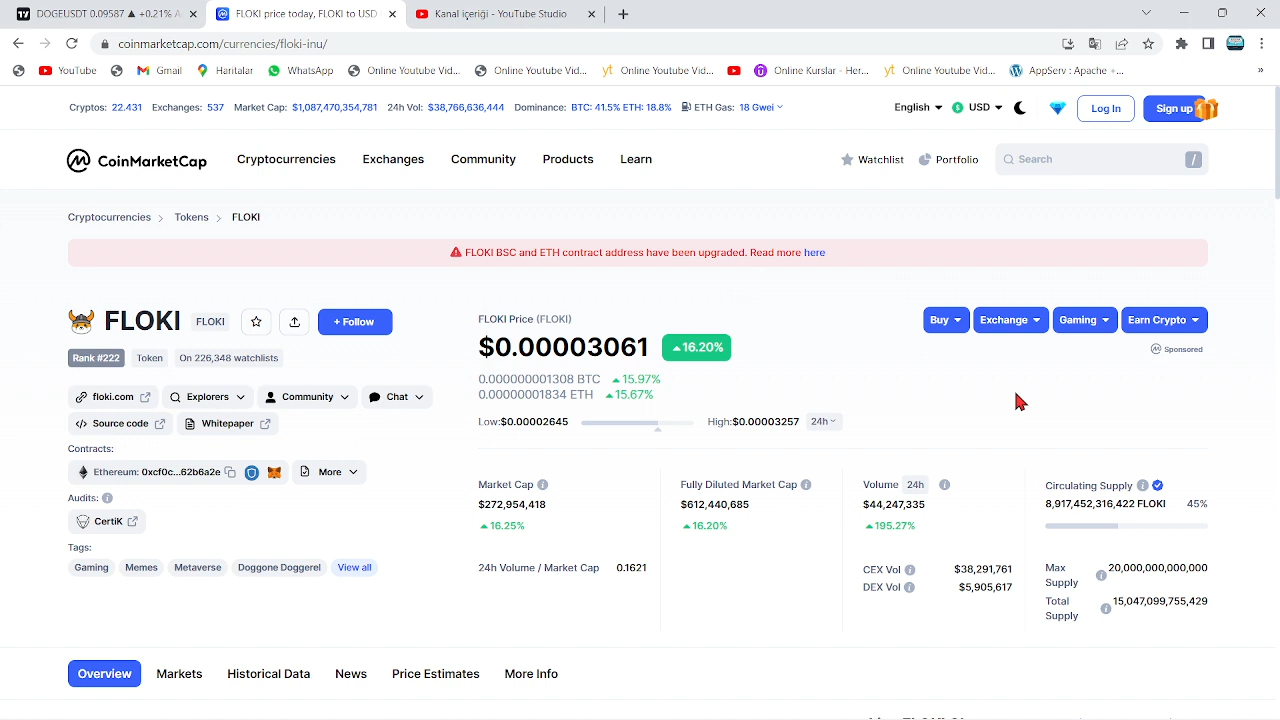 DOGEUSDT 0.09587 ▲ +0.21% A
FLOKI price today, FLOKI to USD
Kanal içeriği - YouTube Studio
coinmarketcap.com/currencies/floki-inu/
YouTube
Gmail
Haritalar
WhatsApp
Online Youtube Vid...
Online Youtube Vid...
Online Youtube Vid...
Online Kurslar - Her...
Online Youtube Vid...
AppServ : Apache +...
»
Cryptos: 22.431 Exchanges: 537 Market Cap: $1,087,470,354,781 24h Vol: $38,766,636,444 Dominance: BTC: 41.5% ETH: 18.8% ETH Gas: 18 Gwei
English USD Log In Sign up
CoinMarketCap Cryptocurrencies Exchanges Community Products Learn Watchlist Portfolio Search /
Cryptocurrencies > Tokens > FLOKI
FLOKI BSC and ETH contract address have been upgraded. Read more here
FLOKI FLOKI + Follow
Rank #222 Token On 226,348 watchlists
floki.com Explorers Community Chat
Source code Whitepaper
Contracts:
Ethereum: 0xcf0c...62b6a2e More
Audits:
CertiK
Tags:
Gaming Memes Metaverse Doggone Doggerel View all
FLOKI Price (FLOKI)
$0.00003061 ▲16.20%
0.000000001308 BTC ▲15.97%
0.00000001834 ETH ▲15.67%
Low:$0.00002645 High:$0.00003257 24h
Buy Exchange Gaming Earn Crypto
Sponsored
Market Cap
$272,954,418
▲16.25%
24h Volume / Market Cap 0.1621
Fully Diluted Market Cap
$612,440,685
▲16.20%
Volume 24h
$44,247,335
▲195.27%
CEX Vol $38,291,761
DEX Vol $5,905,617
Circulating Supply
8,917,452,316,422 FLOKI 45%
Max Supply 20,000,000,000,000
Total Supply 15,047,099,755,429
Overview Markets Historical Data News Price Estimates More Info